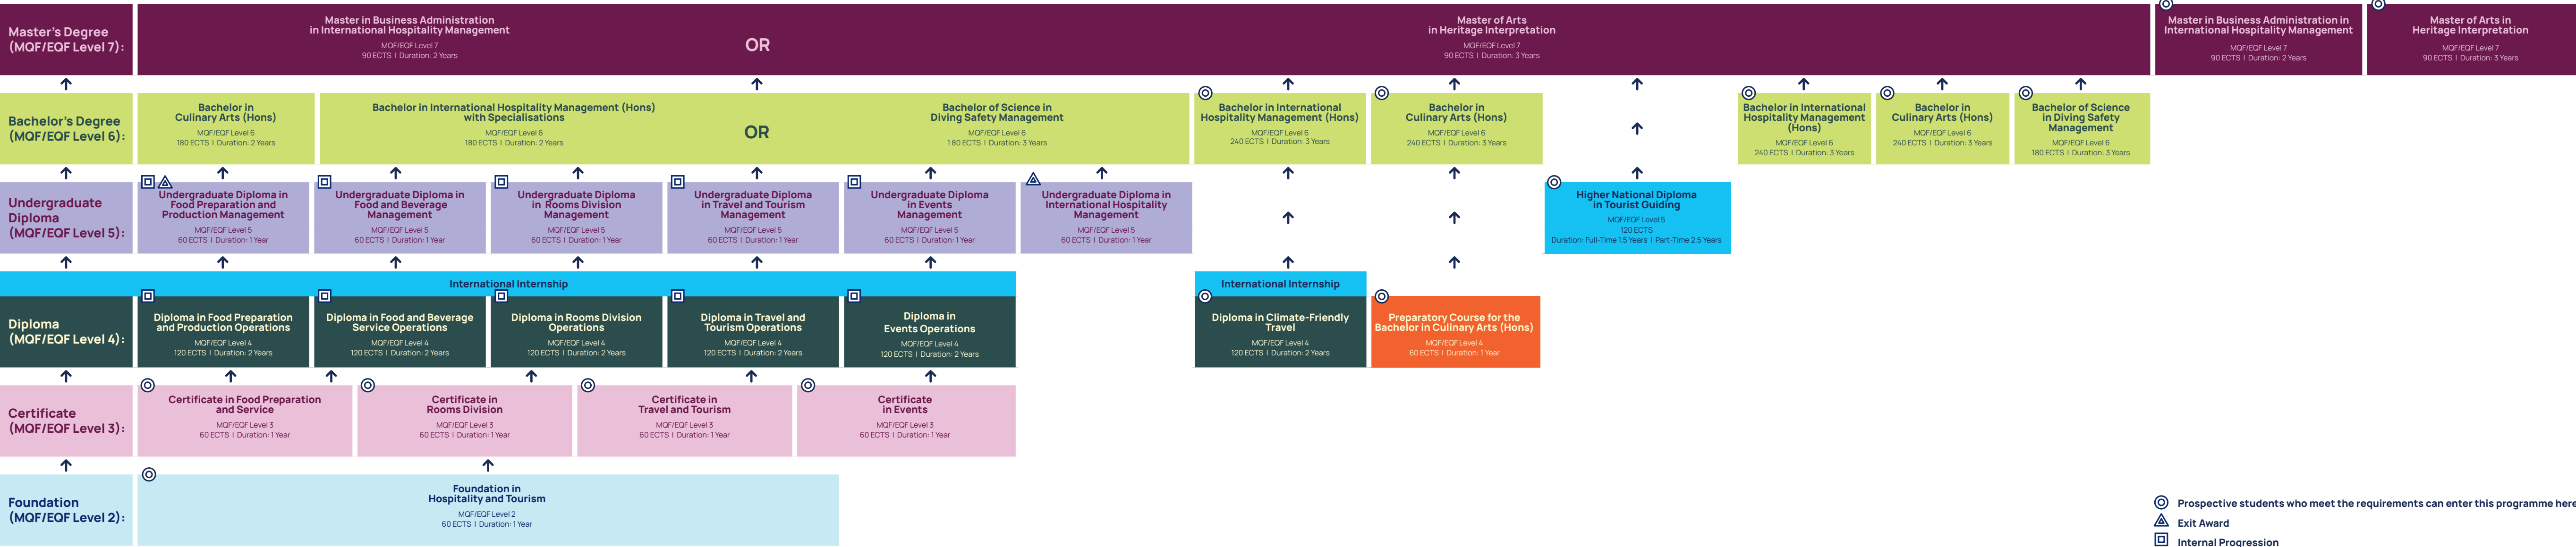 Master's Degree
(MQF/EQF Level 7):
Master in Business Administration
in International Hospitality Management
MQF/EQF Level 7
90 ECTS | Duration: 2 Years
OR
Master of Arts
in Heritage Interpretation
MQF/EQF Level 7
90 ECTS | Duration: 3 Years
Master in Business Administration in
International Hospitality Management
MQF/EQF Level 7
90 ECTS | Duration: 2 Years
Master of Arts in
Heritage Interpretation
MQF/EQF Level 7
90 ECTS | Duration: 3 Years
Bachelor's Degree
(MQF/EQF Level 6):
Bachelor in
Culinary Arts (Hons)
MQF/EQF Level 6
180 ECTS | Duration: 2 Years
Bachelor in International Hospitality Management (Hons)
with Specialisations
MQF/EQF Level 6
180 ECTS | Duration: 2 Years
OR
Bachelor of Science in
Diving Safety Management
MQF/EQF Level 6
1 80 ECTS | Duration: 3 Years
Bachelor in International
Hospitality Management (Hons)
MQF/EQF Level 6
240 ECTS | Duration: 3 Years
Bachelor in
Culinary Arts (Hons)
MQF/EQF Level 6
240 ECTS | Duration: 3 Years
Bachelor in International
Hospitality Management
(Hons)
MQF/EQF Level 6
240 ECTS | Duration: 3 Years
Bachelor in
Culinary Arts (Hons)
MQF/EQF Level 6
240 ECTS | Duration: 3 Years
Bachelor of Science
in Diving Safety
Management
MQF/EQF Level 6
180 ECTS | Duration: 3 Years
Undergraduate
Diploma
(MQF/EQF Level 5):
Undergraduate Diploma in
Food Preparation and
Production Management
MQF/EQF Level 5
60 ECTS | Duration: 1 Year
Undergraduate Diploma in
Food and Beverage
Management
MQF/EQF Level 5
60 ECTS | Duration: 1 Year
Undergraduate Diploma
in Rooms Division
Management
MQF/EQF Level 5
60 ECTS | Duration: 1 Year
Undergraduate Diploma
in Travel and Tourism
Management
MQF/EQF Level 5
60 ECTS | Duration: 1 Year
Undergraduate Diploma
in Events
Management
MQF/EQF Level 5
60 ECTS | Duration: 1 Year
Undergraduate Diploma in
International Hospitality
Management
MQF/EQF Level 5
60 ECTS | Duration: 1 Year
Higher National Diploma
in Tourist Guiding
MQF/EQF Level 5
120 ECTS
Duration: Full-Time 1.5 Years | Part-Time 2.5 Years
International Internship
International Internship
Diploma
(MQF/EQF Level 4):
Diploma in Food Preparation
and Production Operations
MQF/EQF Level 4
120 ECTS | Duration: 2 Years
Diploma in Food and Beverage
Service Operations
MQF/EQF Level 4
120 ECTS | Duration: 2 Years
Diploma in Rooms Division
Operations
MQF/EQF Level 4
120 ECTS | Duration: 2 Years
Diploma in Travel and
Tourism Operations
MQF/EQF Level 4
120 ECTS | Duration: 2 Years
Diploma in
Events Operations
MQF/EQF Level 4
120 ECTS | Duration: 2 Years
Diploma in Climate-Friendly
Travel
MQF/EQF Level 4
120 ECTS | Duration: 2 Years
Preparatory Course for the
Bachelor in Culinary Arts (Hons)
MQF/EQF Level 4
60 ECTS | Duration: 1 Year
Certificate
(MQF/EQF Level 3):
Certificate in Food Preparation
and Service
MQF/EQF Level 3
60 ECTS | Duration: 1 Year
Certificate in
Rooms Division
MQF/EQF Level 3
60 ECTS | Duration: 1 Year
Certificate in
Travel and Tourism
MQF/EQF Level 3
60 ECTS | Duration: 1 Year
Certificate
in Events
MQF/EQF Level 3
60 ECTS | Duration: 1 Year
Foundation
(MQF/EQF Level 2):
Foundation in
Hospitality and Tourism
MQF/EQF Level 2
60 ECTS | Duration: 1 Year
Prospective students who meet the requirements can enter this programme here
Exit Award
Internal Progression